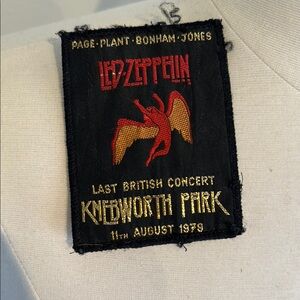 PAGE·PLANT·BONHAM·JONES
LED-ZEPPELIN
LAST BRITISH CONCERT
KNEBWORTH PARK
11TH AUGUST 1979